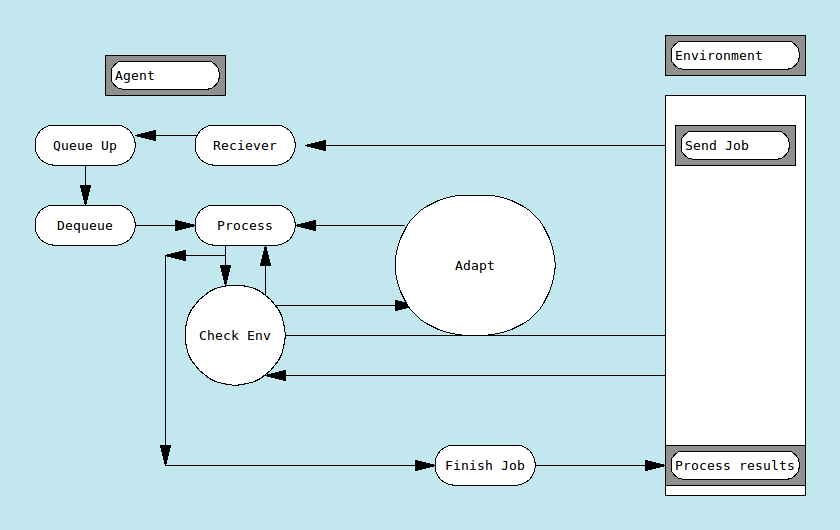 Environment
Agent
Queue Up
Reciever
Send Job
Dequeue
Process
Adapt
Check Env
Finish Job
Process results